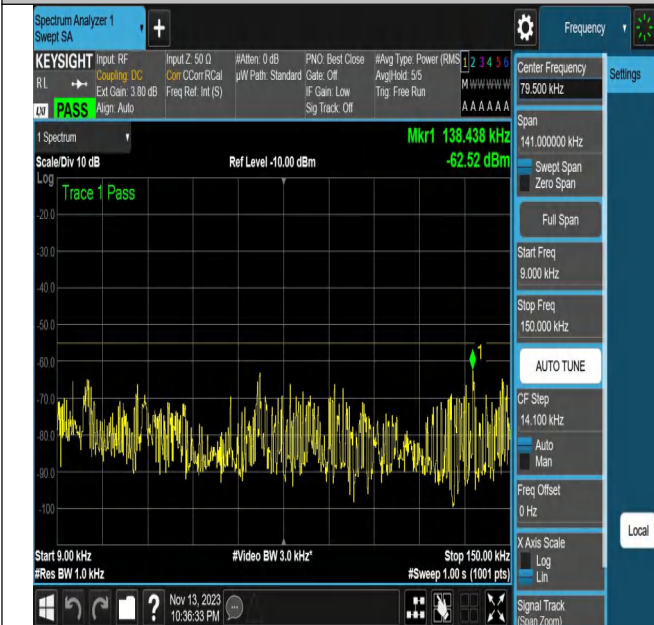 Spectrum Analyzer 1
Swept SA
+
Frequency
KEYSIGHT
RL
LXI
PASS
Input: RF
Coupling: DC
Ext Gain: 3.80 dB
Align: Auto
Input Z: 50 Ω
Corr CCorr RCal
Freq Ref: Int (S)
#Atten: 0 dB
µW Path: Standard
PNO: Best Close
Gate: Off
IF Gain: Low
Sig Track: Off
#Avg Type: Power (RMS
Avg|Hold: 5/5
Trig: Free Run
1 2 3 4 5 6
M W W W W W
A A A A A A
1 Spectrum
Mkr1 138.438 kHz
Scale/Div 10 dB
Ref Level -10.00 dBm
-62.52 dBm
Log
Trace 1 Pass
-20.0
-30.0
-40.0
-50.0
-60.0
-70.0
-80.0
-90.0
-100
1
Start 9.00 kHz
#Video BW 3.0 kHz*
Stop 150.00 kHz
#Res BW 1.0 kHz
#Sweep 1.00 s (1001 pts)
?
Nov 13, 2023
10:36:33 PM
Center Frequency
79.500 kHz
Settings
Span
141.000000 kHz
Swept Span
Zero Span
Full Span
Start Freq
9.000 kHz
Stop Freq
150.000 kHz
AUTO TUNE
CF Step
14.100 kHz
Auto
Man
Freq Offset
0 Hz
Local
X Axis Scale
Log
Lin
Signal Track
(Span Zoom)